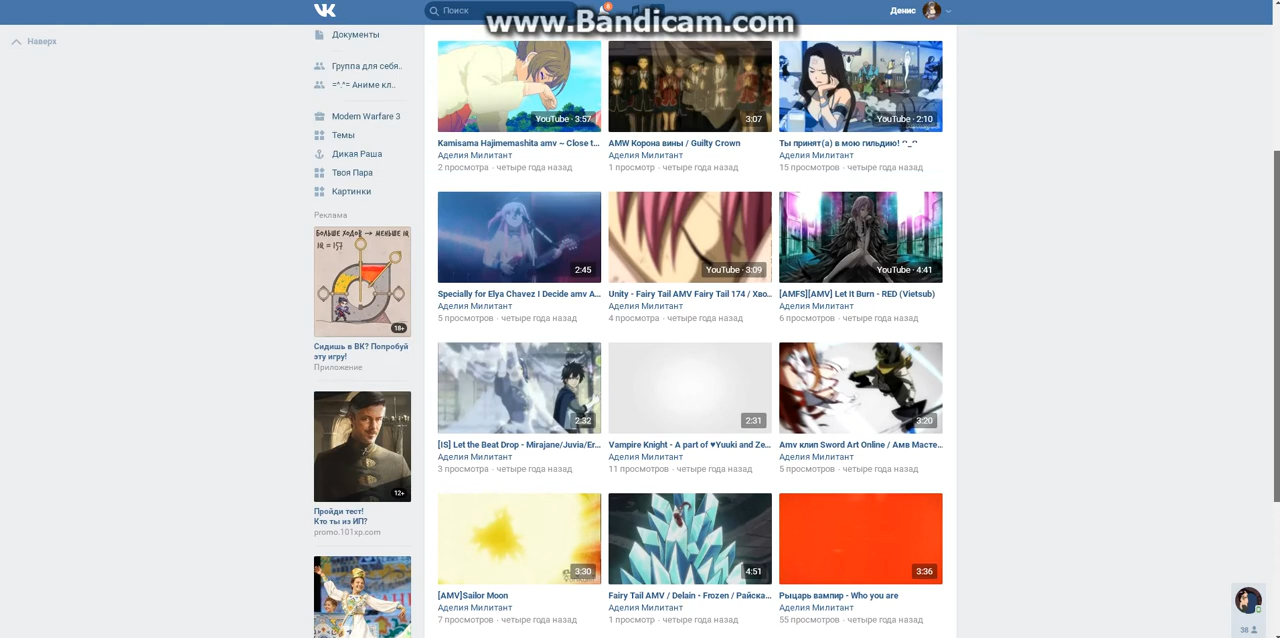 Поиск
8
www.Bandicam.com
Денис
Наверх
Документы
Группа для себя..
=^.^= Аниме кл..
Modern Warfare 3
Темы
Дикая Раша
Твоя Пара
Картинки
Реклама
БОЛЬШЕ ХОДОВ → МЕНЬШЕ IQ
IQ = 157
18+
Сидишь в ВК? Попробуй
эту игру!
Приложение
12+
Пройди тест!
Кто ты из ИП?
promo.101xp.com
YouTube · 3:57
Kamisama Hajimemashita amv ~ Close t...
Аделия Милитант
2 просмотра · четыре года назад
3:07
AMW Корона вины / Guilty Crown
Аделия Милитант
1 просмотр · четыре года назад
YouTube · 2:10
Ты принят(а) в мою гильдию!
Аделия Милитант
15 просмотров · четыре года назад
2:45
Specially for Elya Chavez I Decide amv A...
Аделия Милитант
5 просмотров · четыре года назад
YouTube · 3:09
Unity - Fairy Tail AMV Fairy Tail 174 / Хво...
Аделия Милитант
4 просмотра · четыре года назад
YouTube · 4:41
[AMFS][AMV] Let It Burn - RED (Vietsub)
Аделия Милитант
6 просмотров · четыре года назад
2:32
[IS] Let the Beat Drop - Mirajane/Juvia/Er...
Аделия Милитант
3 просмотра · четыре года назад
2:31
Vampire Knight - A part of ♥Yuuki and Ze...
Аделия Милитант
11 просмотров · четыре года назад
3:20
Amv клип Sword Art Online / Амв Масте...
Аделия Милитант
5 просмотров · четыре года назад
3:30
[AMV]Sailor Moon
Аделия Милитант
7 просмотров · четыре года назад
4:51
Fairy Tail AMV / Delain - Frozen / Райска...
Аделия Милитант
1 просмотр · четыре года назад
3:36
Рыцарь вампир - Who you are
Аделия Милитант
55 просмотров · четыре года назад
38